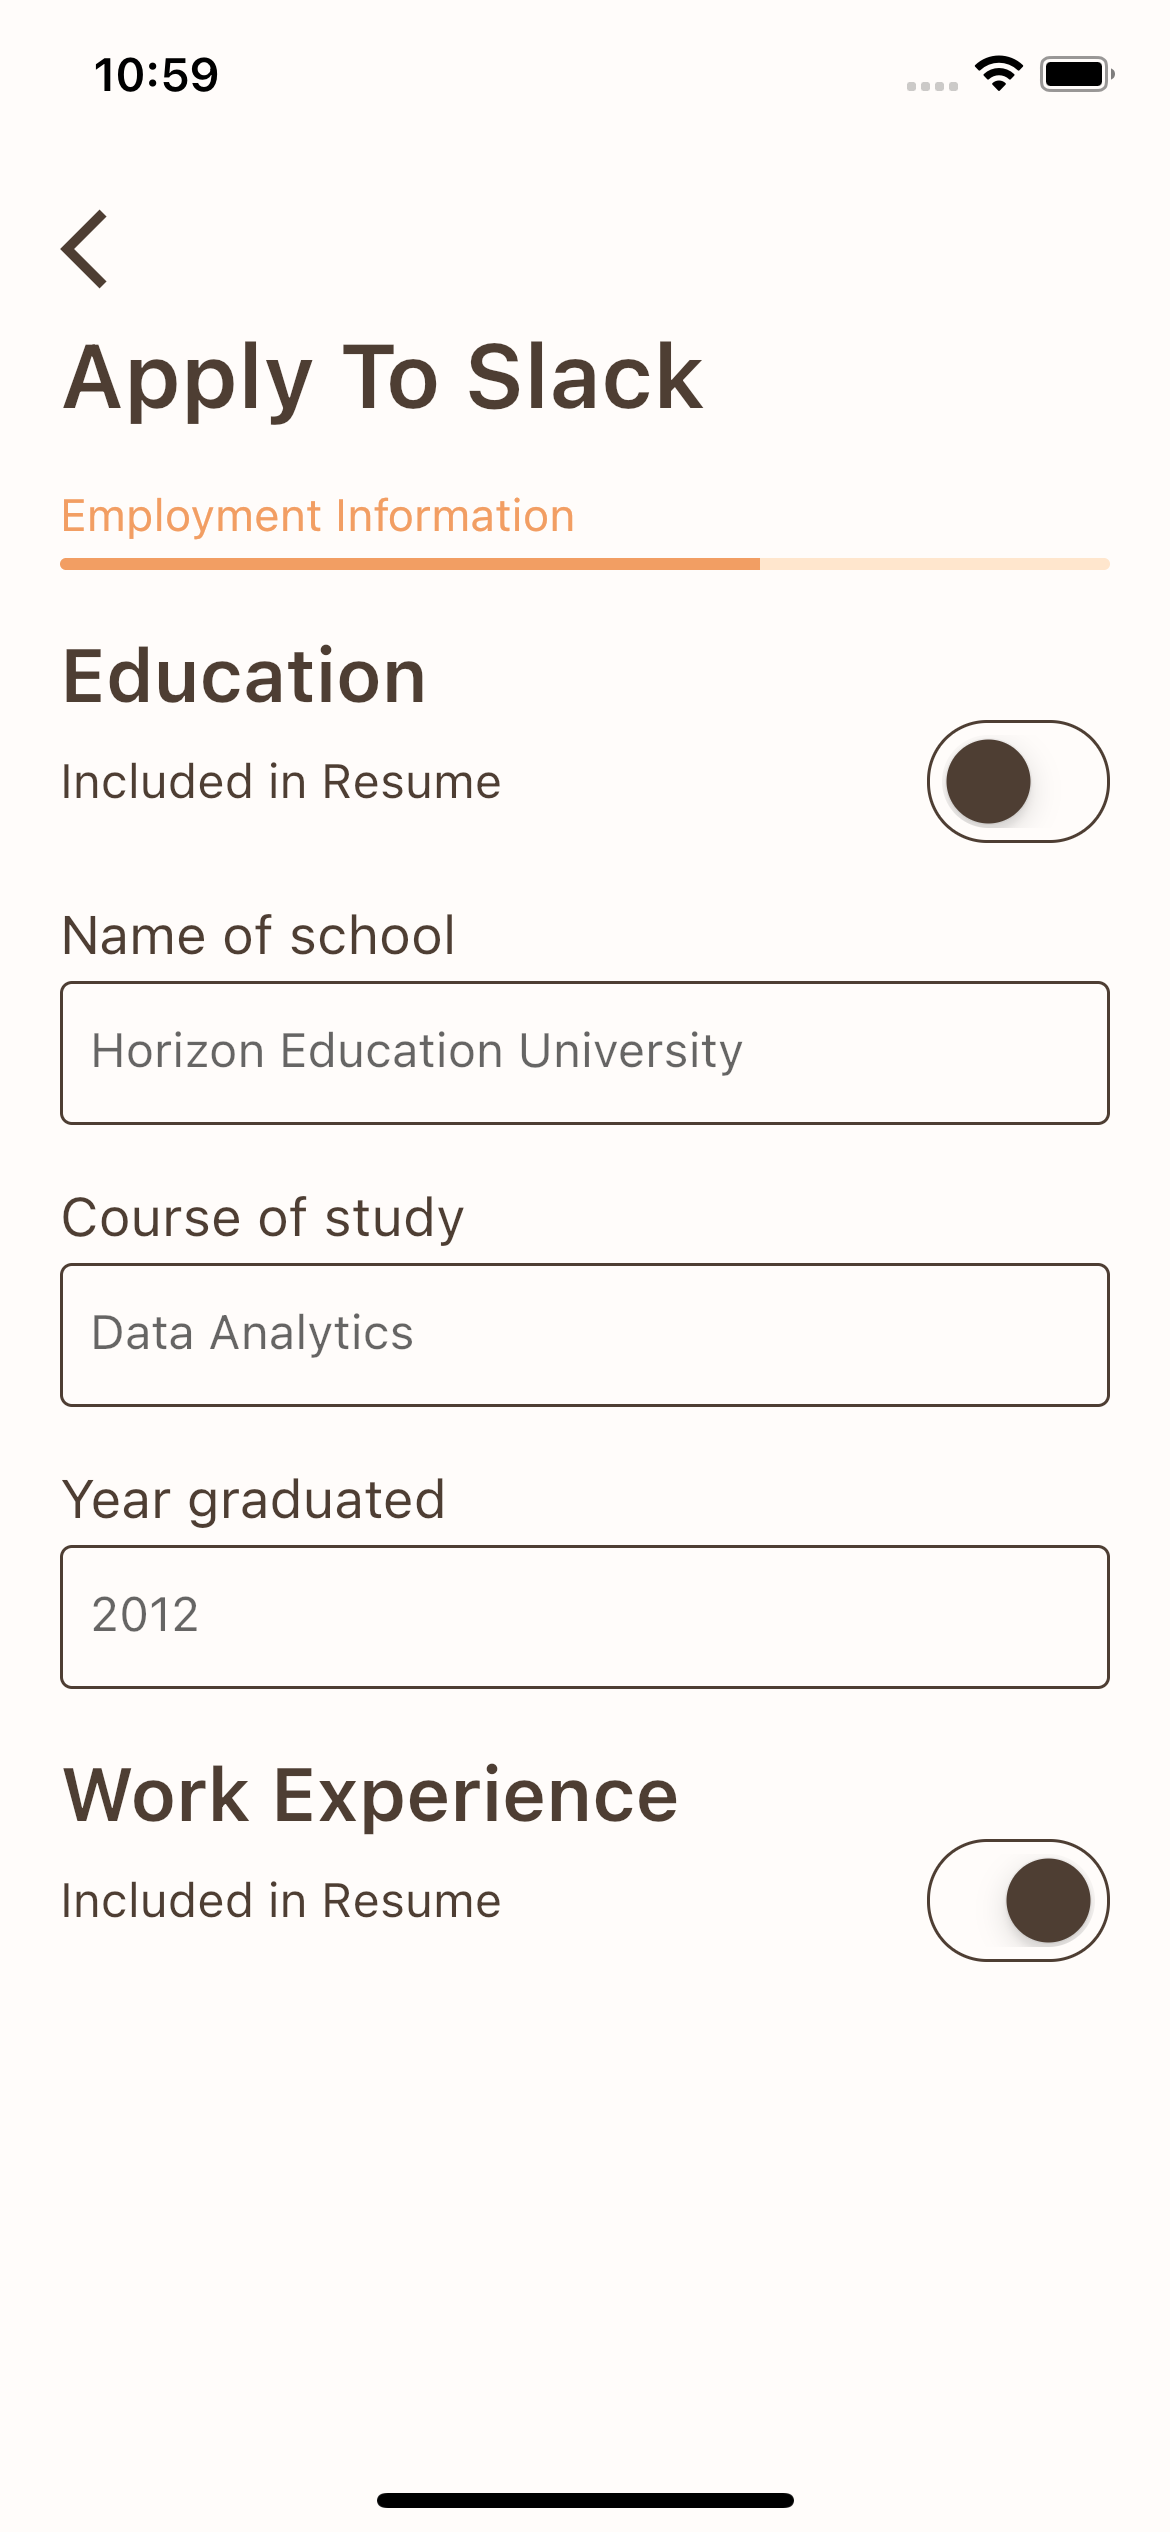 10:59
Apply To Slack
Employment Information
Education
Included in Resume
Name of school
Horizon Education University
Course of study
Data Analytics
Year graduated
2012
Work Experience
Included in Resume